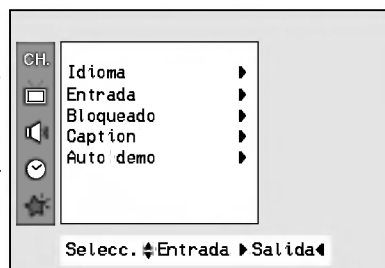 CH.
Idioma
Entrada
Bloqueado
Caption
Auto demo
Selecc. Entrada Salida